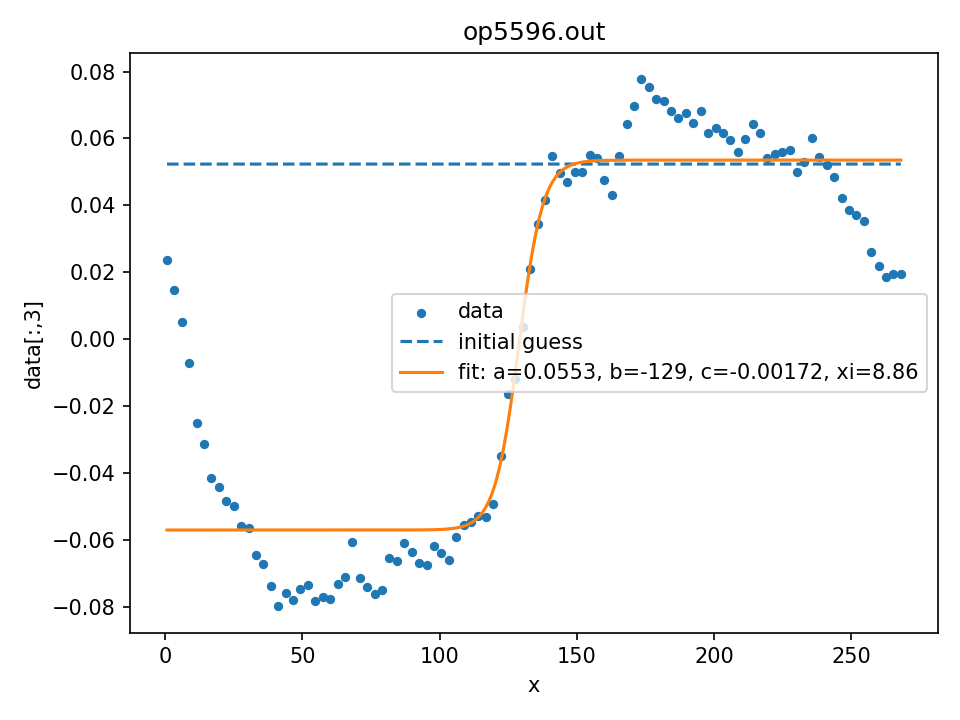 op5596.out
0.08
0.06
0.04
0.02
0.00
−0.02
−0.04
−0.06
−0.08
data[:,3]
data
initial guess
fit: a=0.0553, b=-129, c=-0.00172, xi=8.86
0 50 100 150 200 250
x